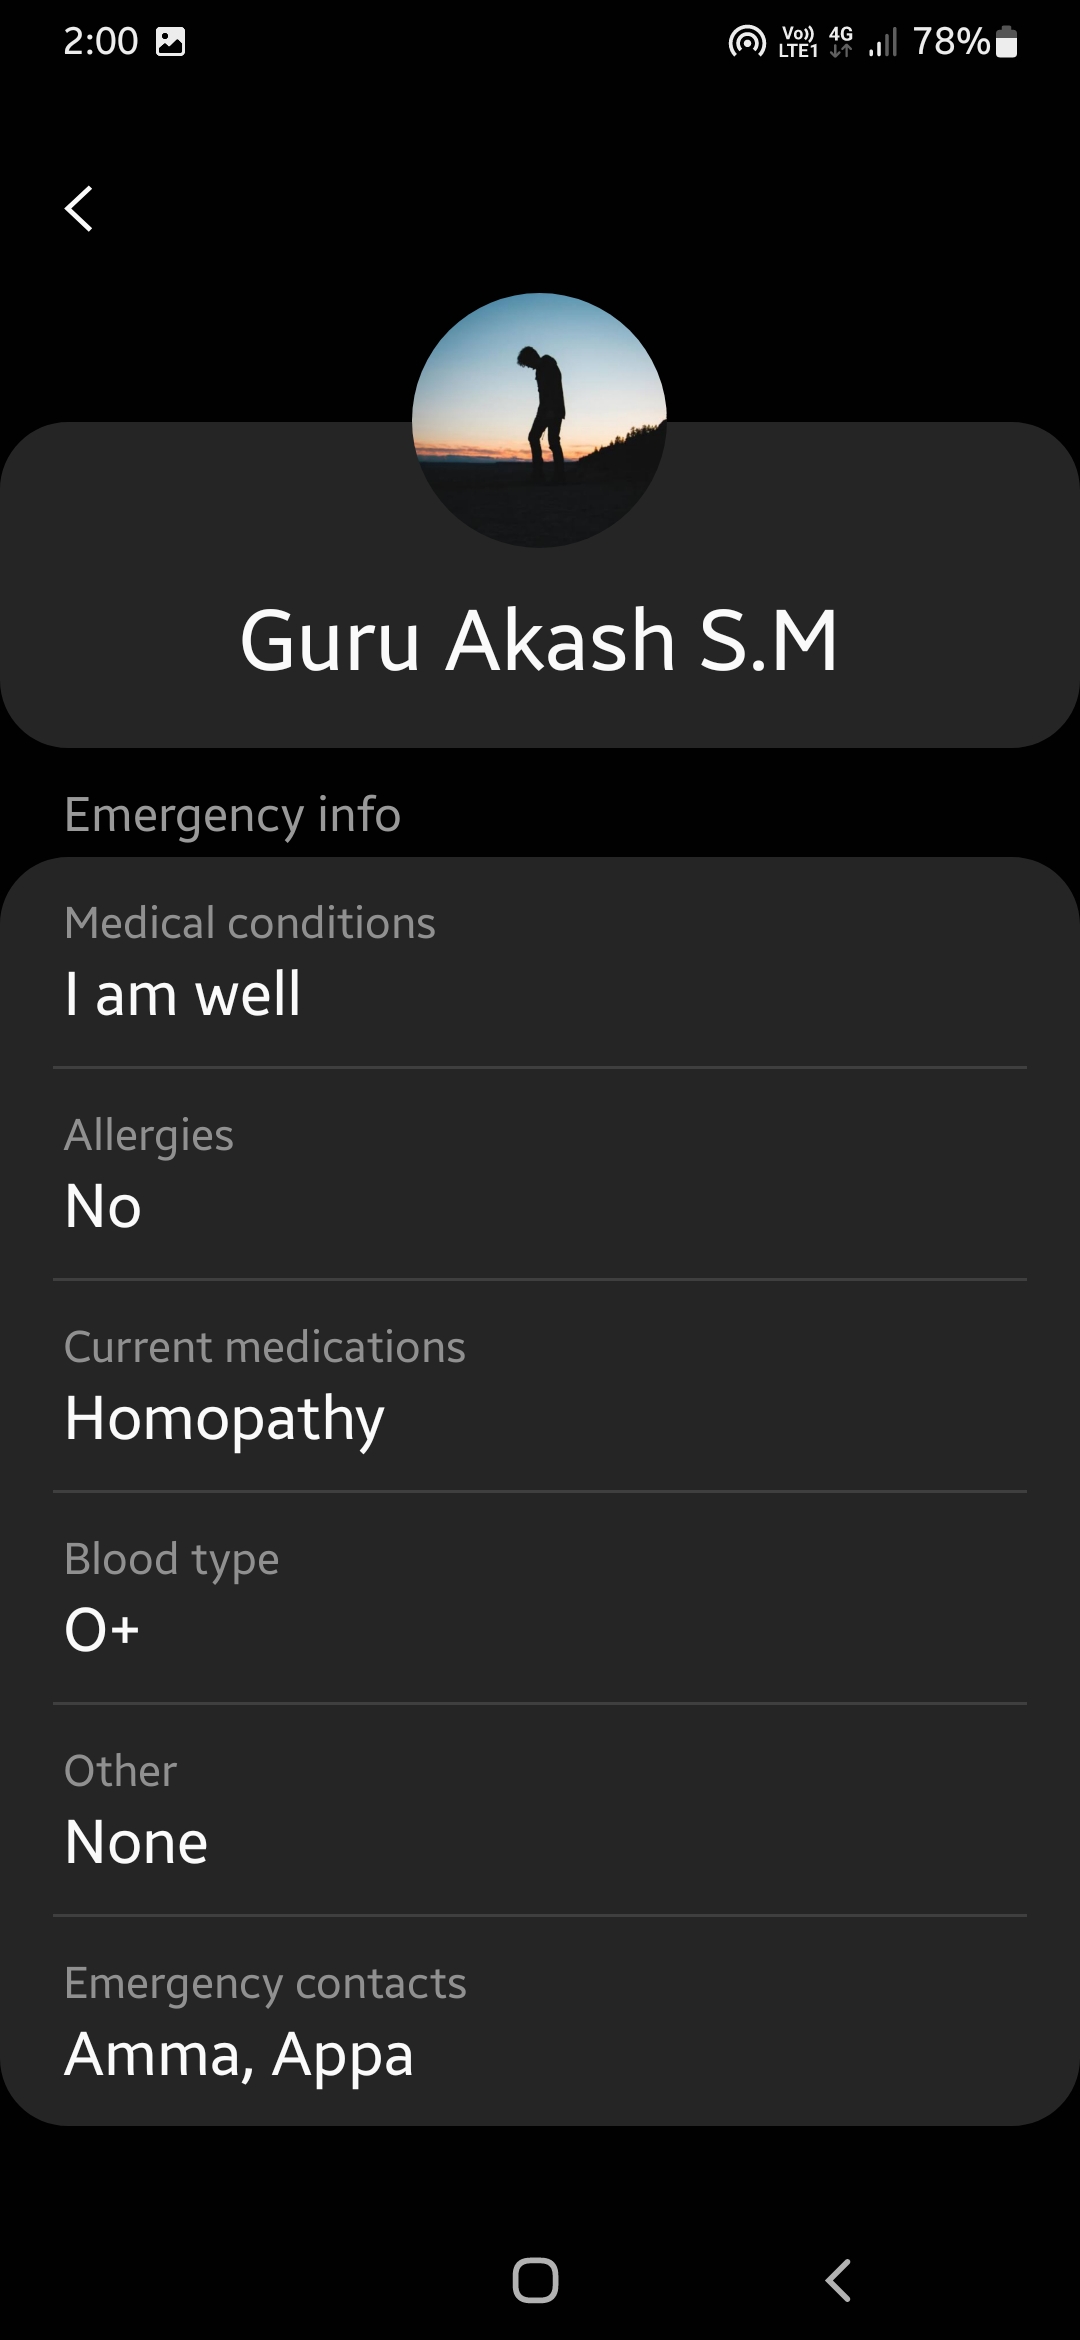 2:00
Vo)) LTE1 4G 78%
Guru Akash S.M
Emergency info
Medical conditions
I am well
Allergies
No
Current medications
Homopathy
Blood type
O+
Other
None
Emergency contacts
Amma, Appa